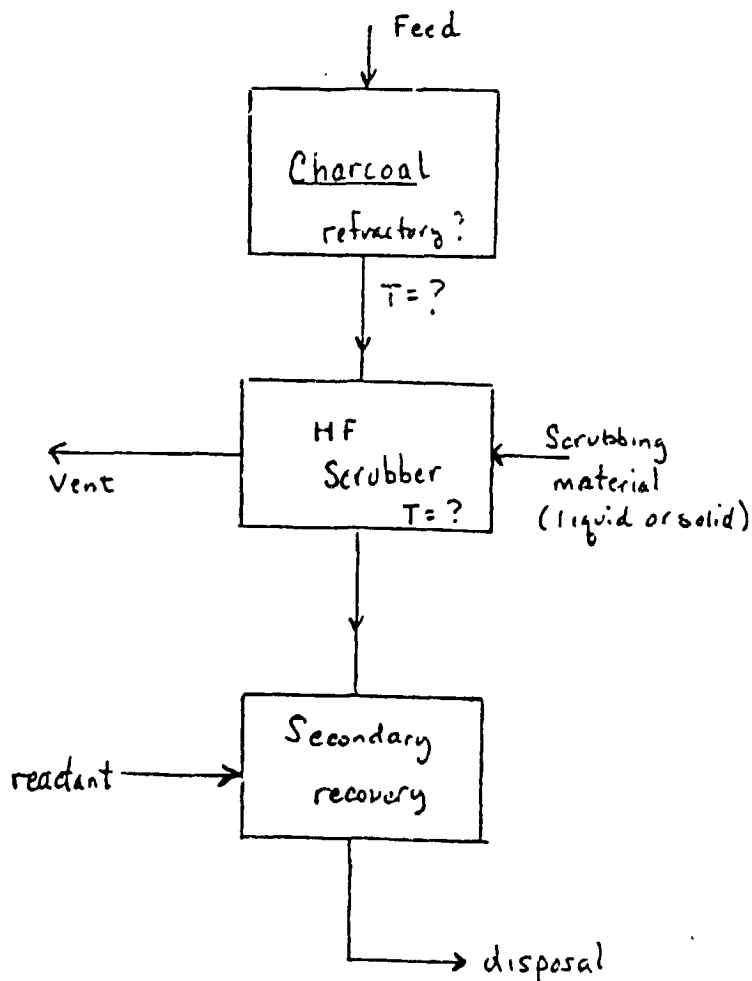 Feed
Charcoal
refractory?
T = ?
HF
Scrubber
T = ?
Vent
Scrubbing
material
(liquid or solid)
Secondary
recovery
reactant
disposal